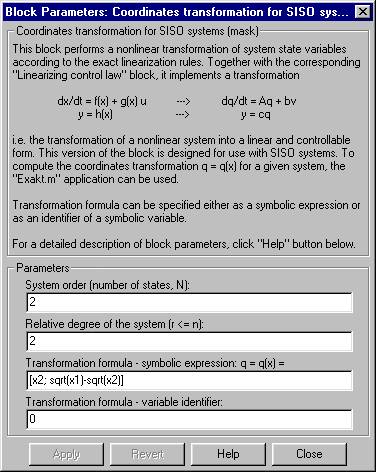 Block Parameters: Coordinates transformation for SISO sys...
Coordinates transformation for SISO systems (mask)
This block performs a nonlinear transformation of system state variables
according to the exact linearization rules. Together with the corresponding
"Linearizing control law" block, it implements a transformation
dx/dt = f(x) + g(x) u ---> dq/dt = Aq + bv
y = h(x) ---> y = cq
i.e. the transformation of a nonlinear system into a linear and controllable
form. This version of the block is designed for use with SISO systems. To
compute the coordinates transformation q = q(x) for a given system, the
"Exakt.m" application can be used.
Transformation formula can be specified either as a symbolic expression or
as an identifier of a symbolic variable.
For a detailed description of block parameters, click "Help" button below.
Parameters
System order (number of states, N):
2
Relative degree of the system (r <= n):
2
Transformation formula - symbolic expression: q = q(x) =
[x2; sqrt(x1)-sqrt(x2)]
Transformation formula - variable identifier:
0
Apply Revert Help Close